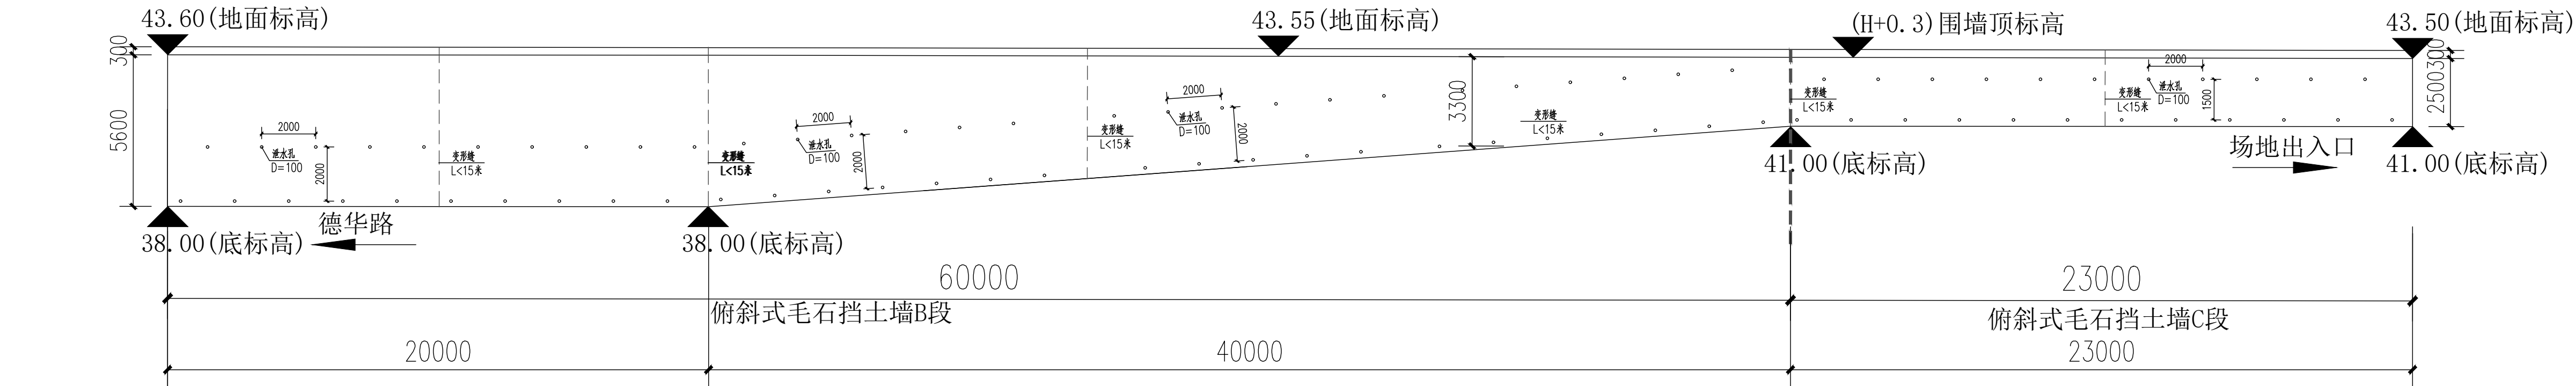 43.60(地面标高)
43.55(地面标高)
(H+0.3)围墙顶标高
43.50(地面标高)
300
5600
2000
泄水孔
D=100
2000
变形缝
L<15米
变形缝
L<15米
2000
泄水孔
D=100
2000
2000
泄水孔
D=100
2000
变形缝
L<15米
3300
变形缝
L<15米
变形缝
L<15米
变形缝
L<15米
2000
泄水孔
D=100
1500
300
2500
41.00(底标高)
场地出入口
41.00(底标高)
德华路
38.00(底标高)
38.00(底标高)
60000
23000
俯斜式毛石挡土墙B段
俯斜式毛石挡土墙C段
20000
40000
23000